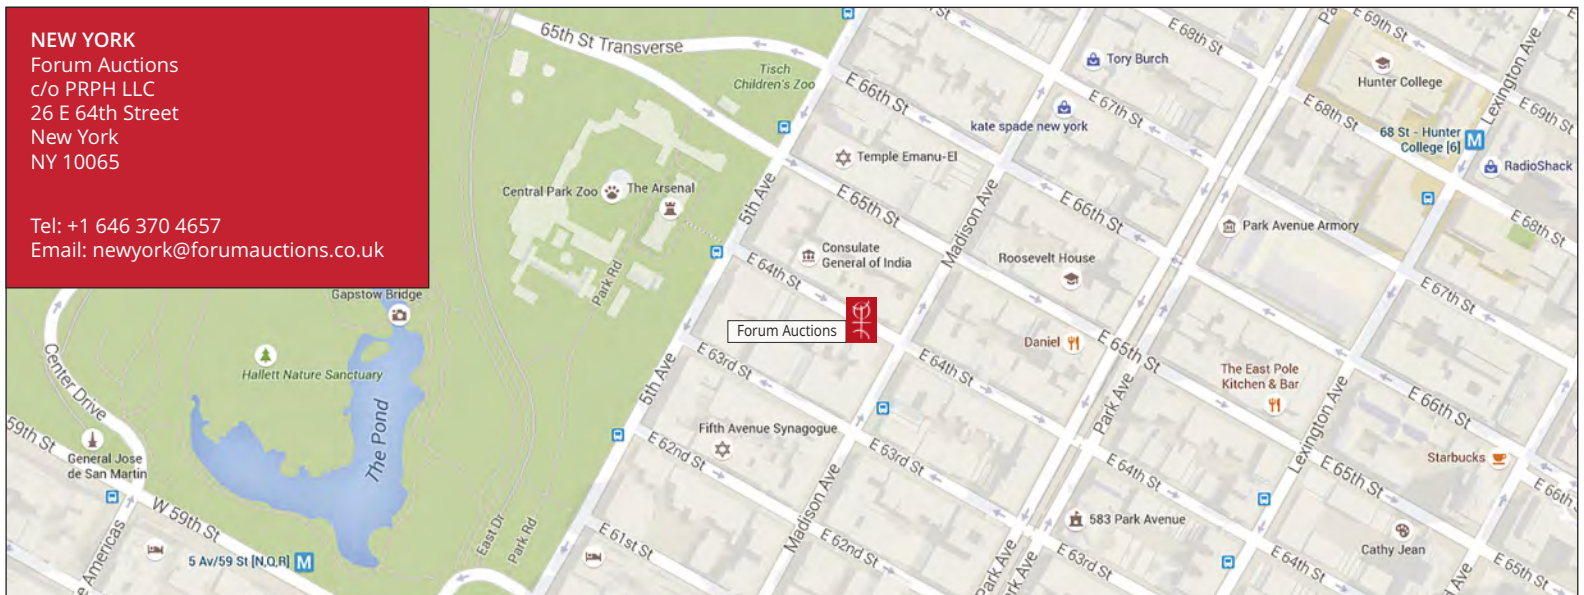 NEW YORK
Forum Auctions
c/o PRPH LLC
26 E 64th Street
New York
NY 10065
Tel: +1 646 370 4657
Email: newyork@forumauctions.co.uk
65th St Transverse
Tisch
Children's Zoo
Central Park Zoo
The Arsenal
Park Rd
Gapstow Bridge
Hallett Nature Sanctuary
The Pond
Center Drive
59th St
General Jose
de San Martin
W 59th St
5 Av/59 St [N,Q,R]
M
e Americas
East Dr
Park Rd
5th Ave
5th Ave
E 66th St
Temple Emanu-El
E 65th St
Consulate
General of India
E 64th St
Forum Auctions
E 63rd St
Fifth Avenue Synagogue
E 62nd St
E 61st St
Madison Ave
Madison Ave
E 62nd St
E 63rd St
E 64th St
Tory Burch
kate spade new york
E 67th St
E 68th St
E 66th St
Roosevelt House
Daniel
E 65th St
Park Ave
Park Ave
583 Park Avenue
E 63rd St
E 64th St
E 64th St
E 69th St
Hunter College
E 68th St
68 St - Hunter
College [6]
M
Lexington Ave
E 69th St
RadioShack
E 68th St
Park Avenue Armory
E 67th St
The East Pole
Kitchen & Bar
Lexington Ave
E 66th St
Starbucks
E 65th St
E 66th
Cathy Jean
E 65th St